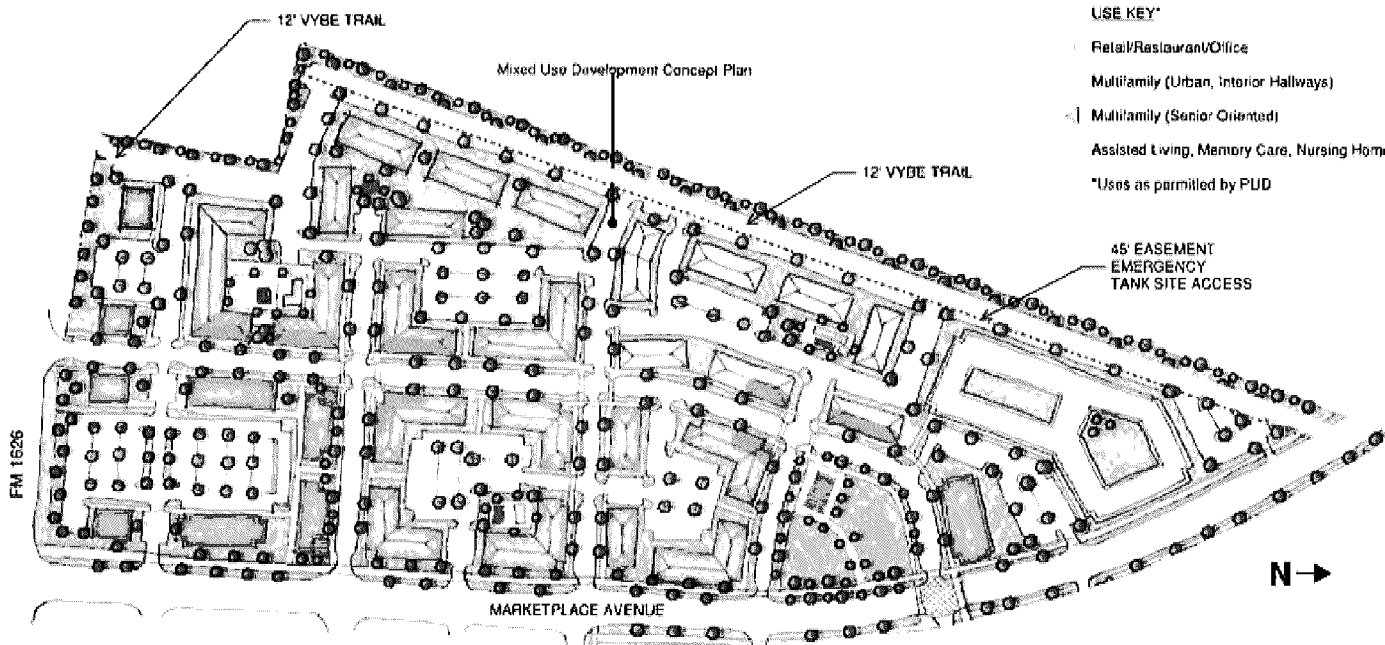 12' VYBE TRAIL
Mixed Use Development Concept Plan
USE KEY*
Retail/Restaurant/Office
Multifamily (Urban, Interior Hallways)
Multifamily (Senior Oriented)
Assisted Living, Memory Care, Nursing Home
*Uses as permitted by PUD
12' VYBE TRAIL
45' EASEMENT
EMERGENCY
TANK SITE ACCESS
FM 1626
N
MARKETPLACE AVENUE